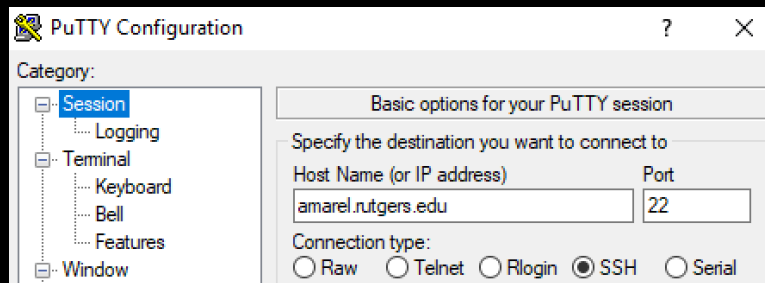 PuTTY Configuration ?
Category:
Session
Logging
Terminal
Keyboard
Bell
Features
Window
Basic options for your PuTTY session
Specify the destination you want to connect to
Host Name (or IP address) Port
amarel.rutgers.edu 22
Connection type:
Raw Telnet Rlogin SSH Serial